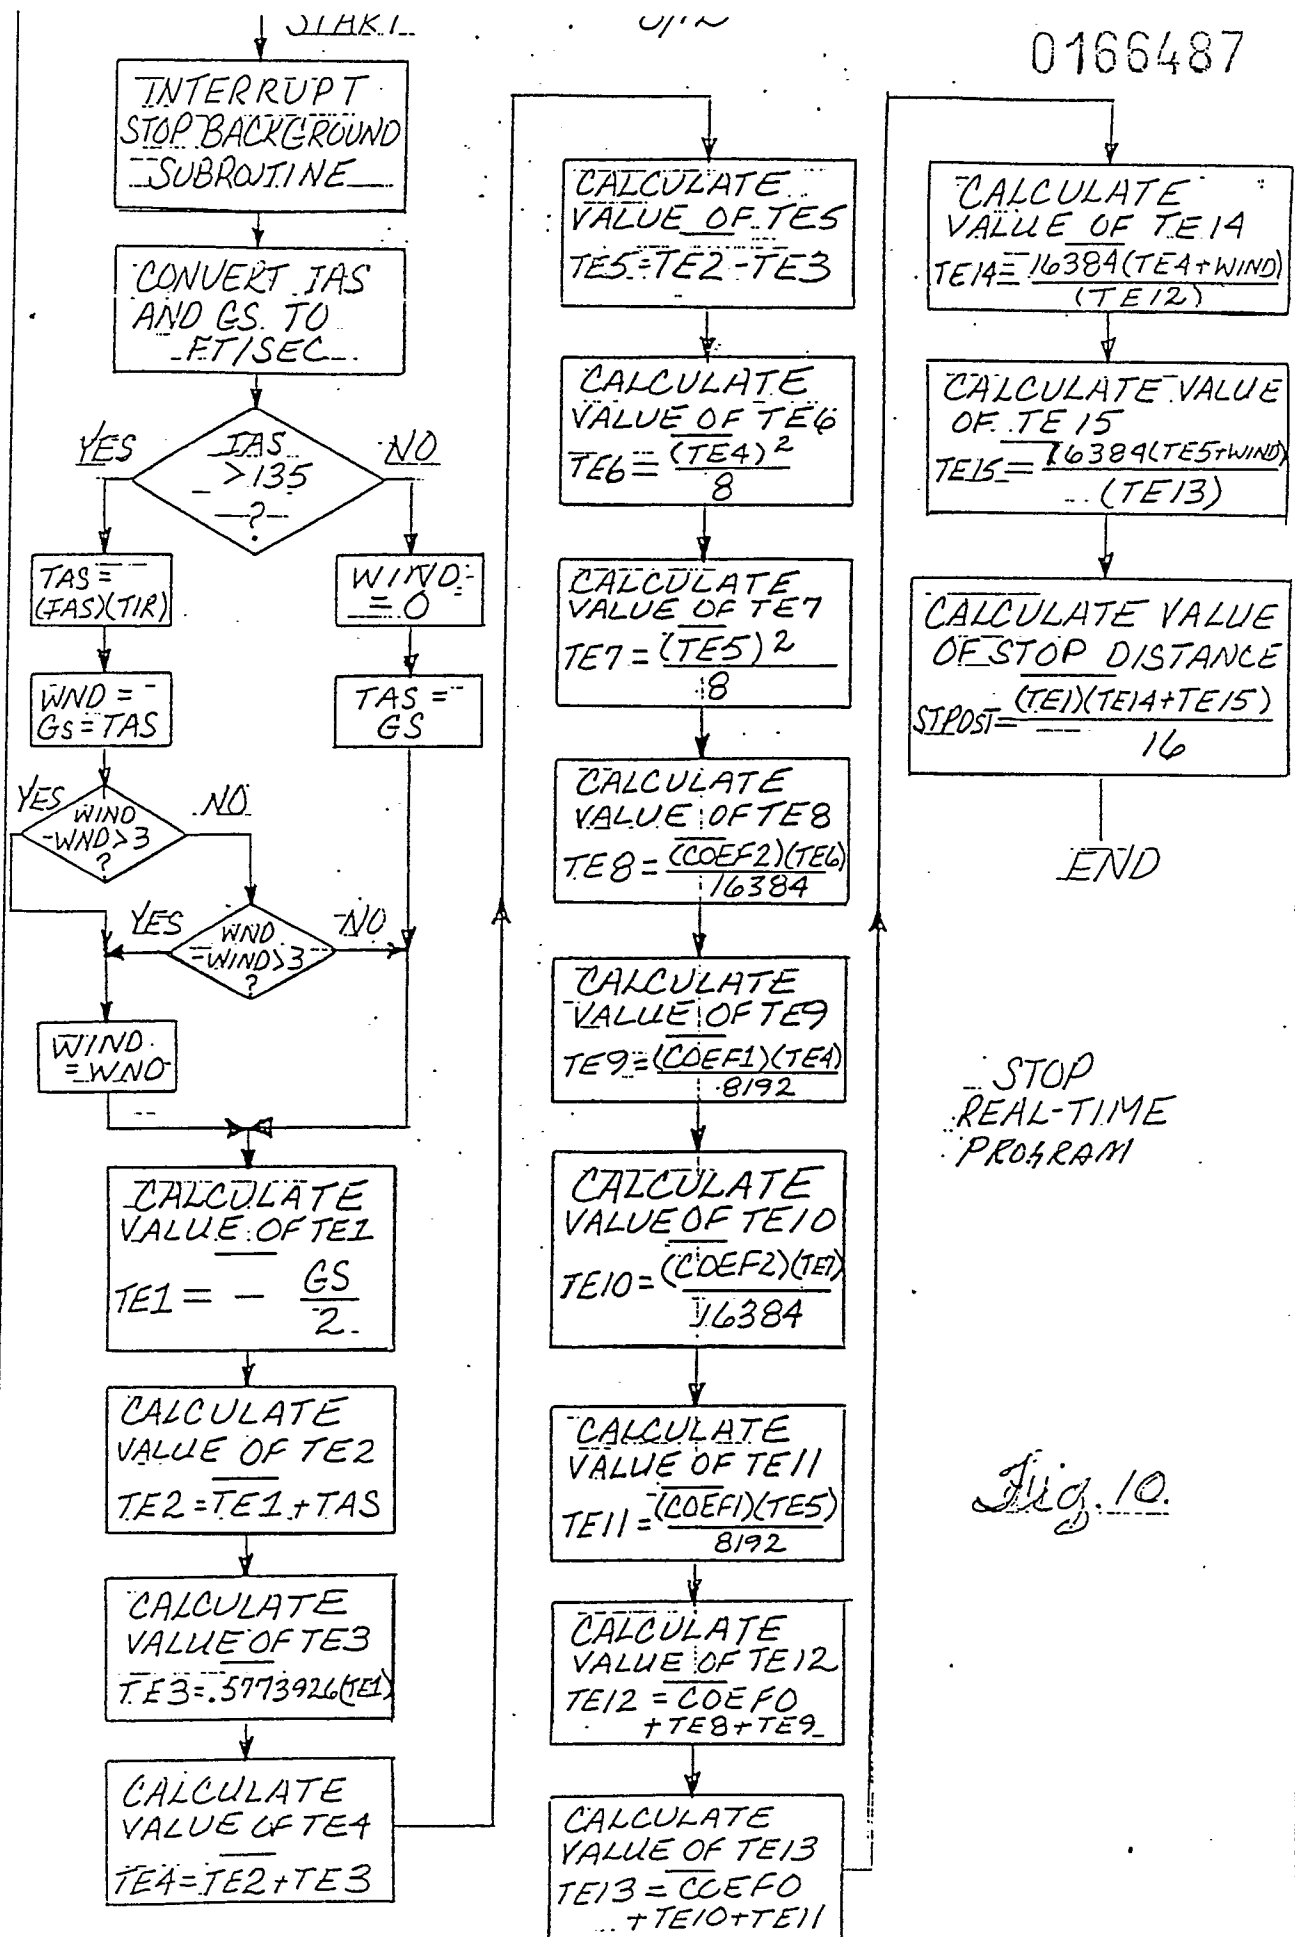 START
0166487
INTERRUPT
STOP BACKGROUND
SUBROUTINE
CONVERT IAS
AND GS. TO
FT/SEC
IAS
>135
?
YES
NO
TAS =
(IAS)(TIR)
WIND
= 0
WND =
GS=TAS
TAS =
GS
YES
NO
WIND
-WND>3
?
YES
NO
WND
-WIND>3
?
WIND
=WND
CALCULATE
VALUE OF TE1
TE1 = - GS
2
CALCULATE
VALUE OF TE2
TE2 = TE1 + TAS
CALCULATE
VALUE OF TE3
TE3=.5773926(TE1)
CALCULATE
VALUE OF TE4
TE4=TE2+TE3
CALCULATE
VALUE OF TE5
TE5=TE2-TE3
CALCULATE
VALUE OF TE6
TE6=(TE4)2
8
CALCULATE
VALUE OF TE7
TE7=(TE5)2
8
CALCULATE
VALUE OF TE8
TE8=(COEF2)(TE6)
16384
CALCULATE
VALUE OF TE9
TE9=(COEF1)(TE4)
8192
CALCULATE
VALUE OF TE10
TE10=(COEF2)(TE7)
16384
CALCULATE
VALUE OF TE11
TE11=(COEF1)(TE5)
8192
CALCULATE
VALUE OF TE12
TE12 = COEF0
+TE8+TE9
CALCULATE
VALUE OF TE13
TE13 = COEF0
+TE10+TE11
CALCULATE
VALUE OF TE14
TE14=16384(TE4+WIND)
(TE12)
CALCULATE VALUE
OF TE 15
TE15=16384(TE5+WIND)
(TE13)
CALCULATE VALUE
OF STOP DISTANCE
STPDST=(TE1)(TE14+TE15)
16
END
STOP
REAL-TIME
PROGRAM
Fig. 10.